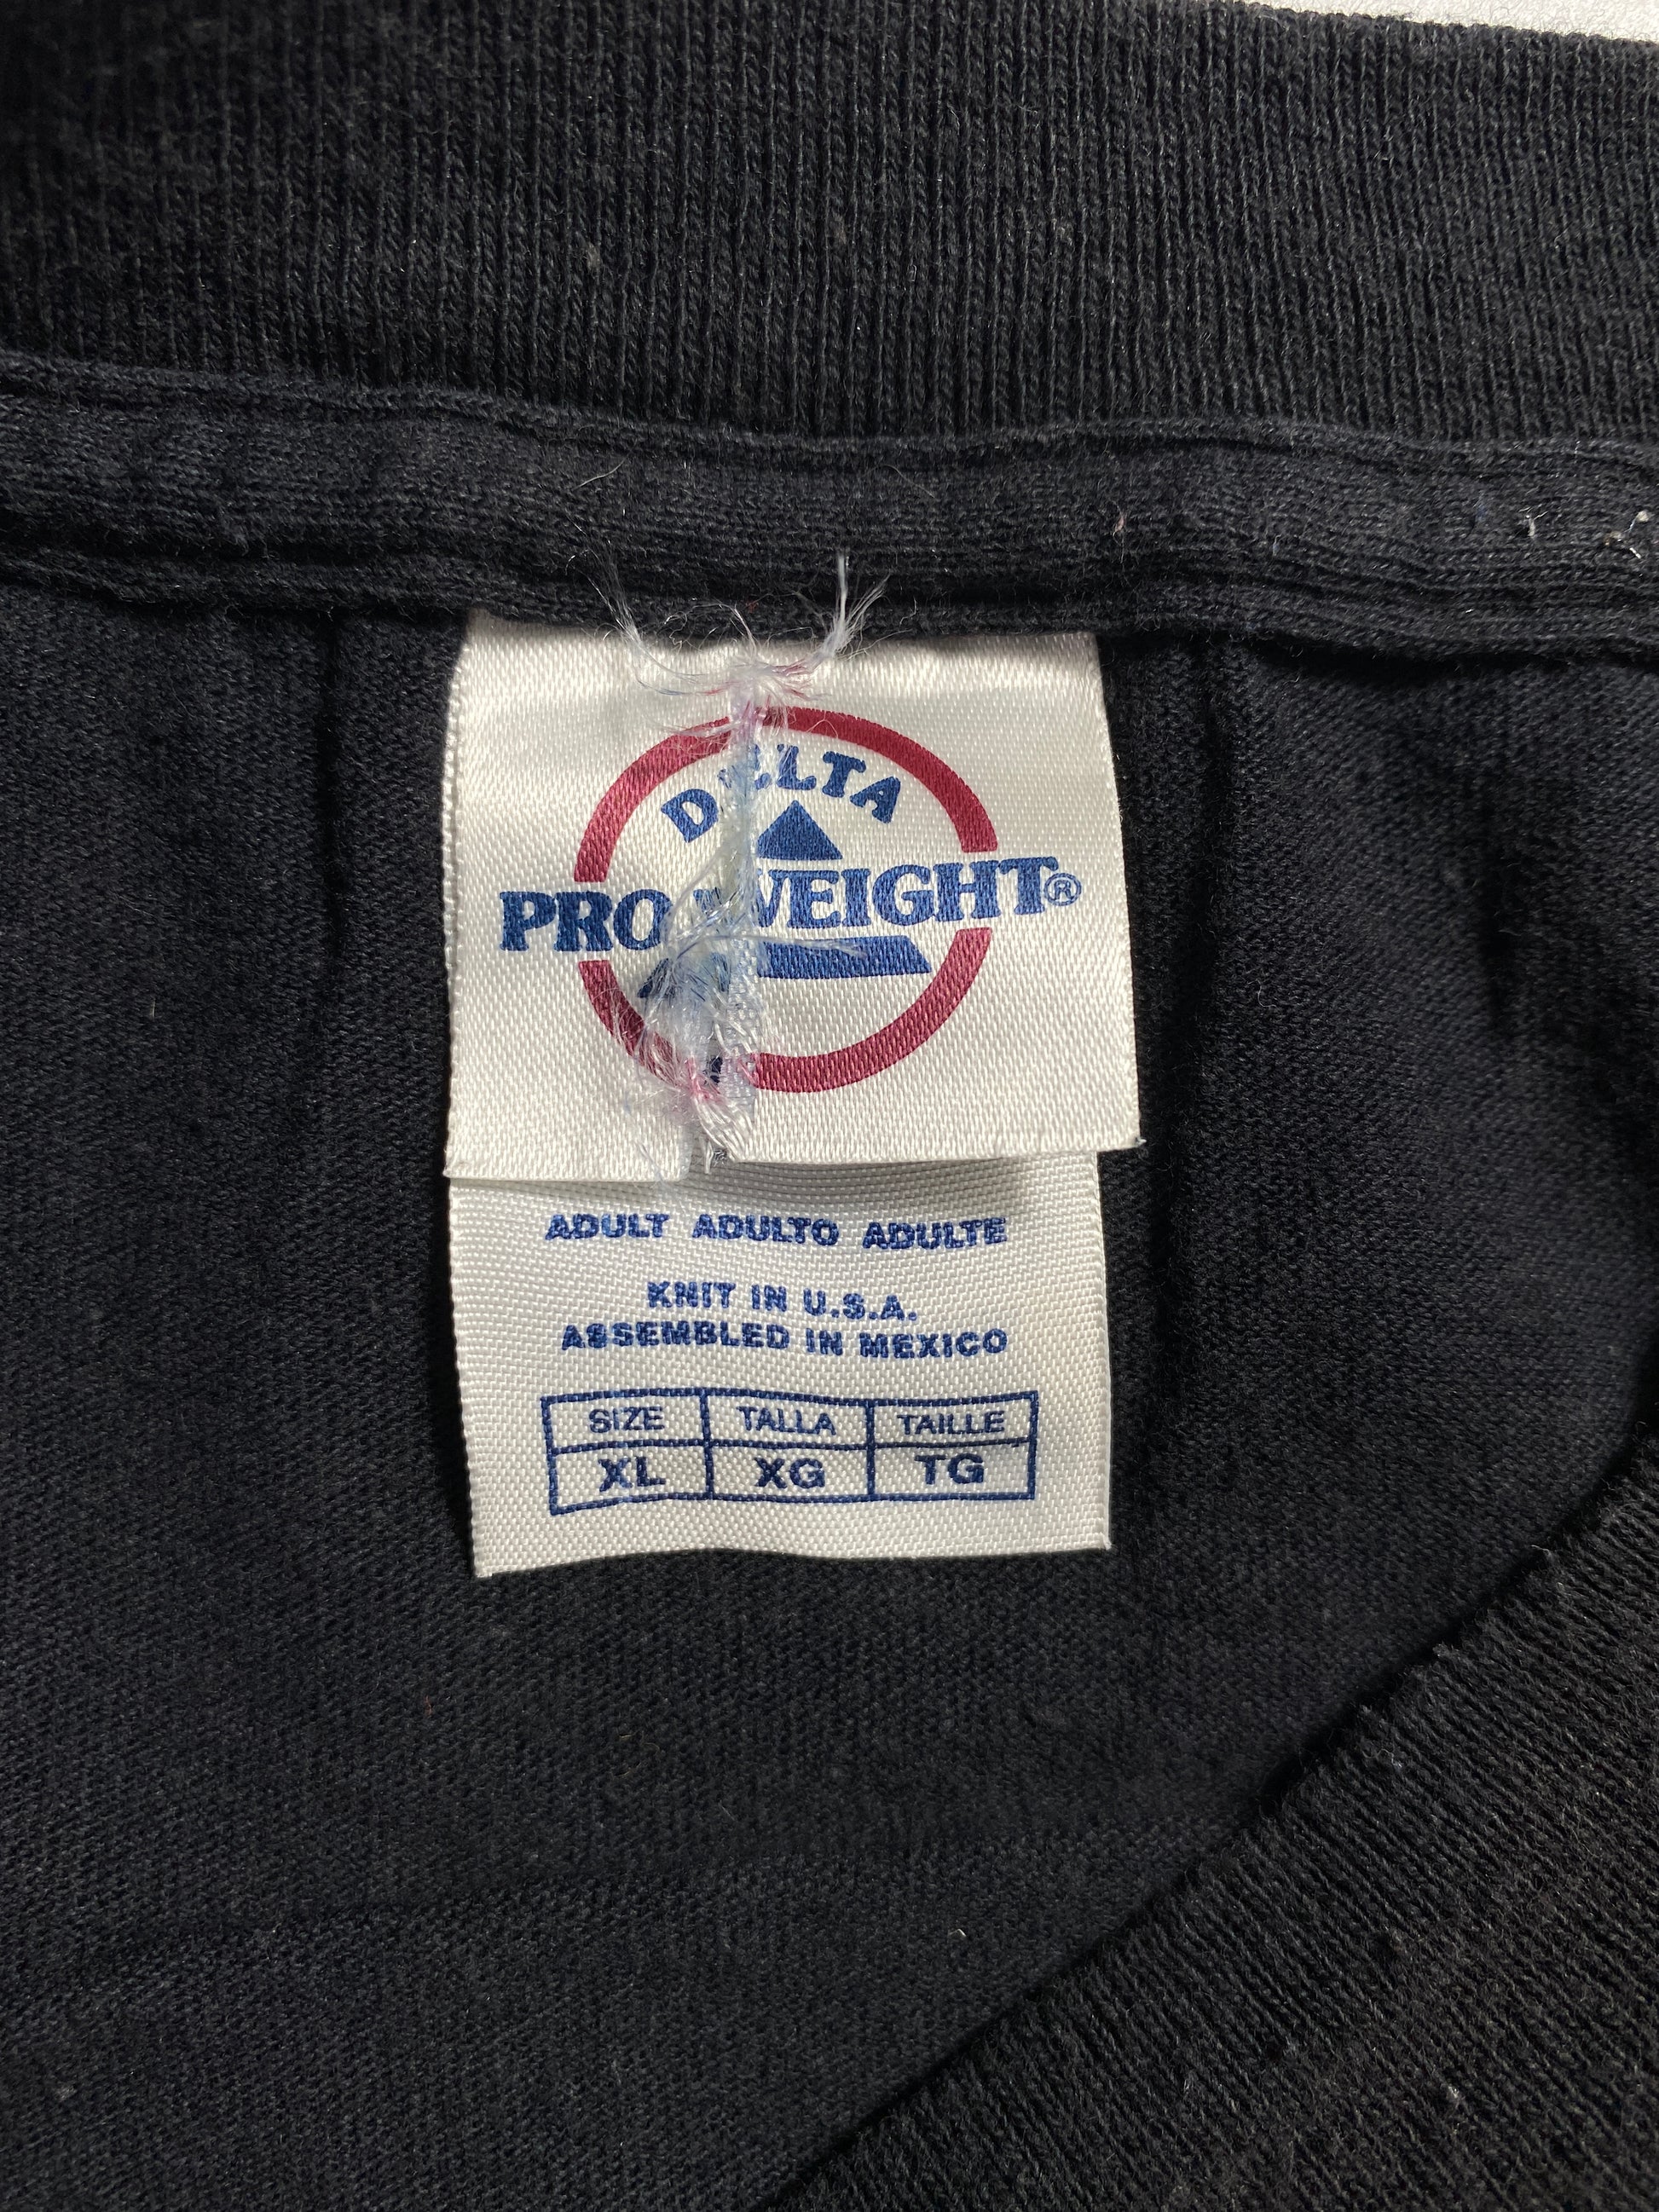 DELTA
PRO WEIGHT®
ADULT ADULTO ADULTE
KNIT IN U.S.A.
ASSEMBLED IN MEXICO
SIZE TALLA TAILLE
XL XG TG